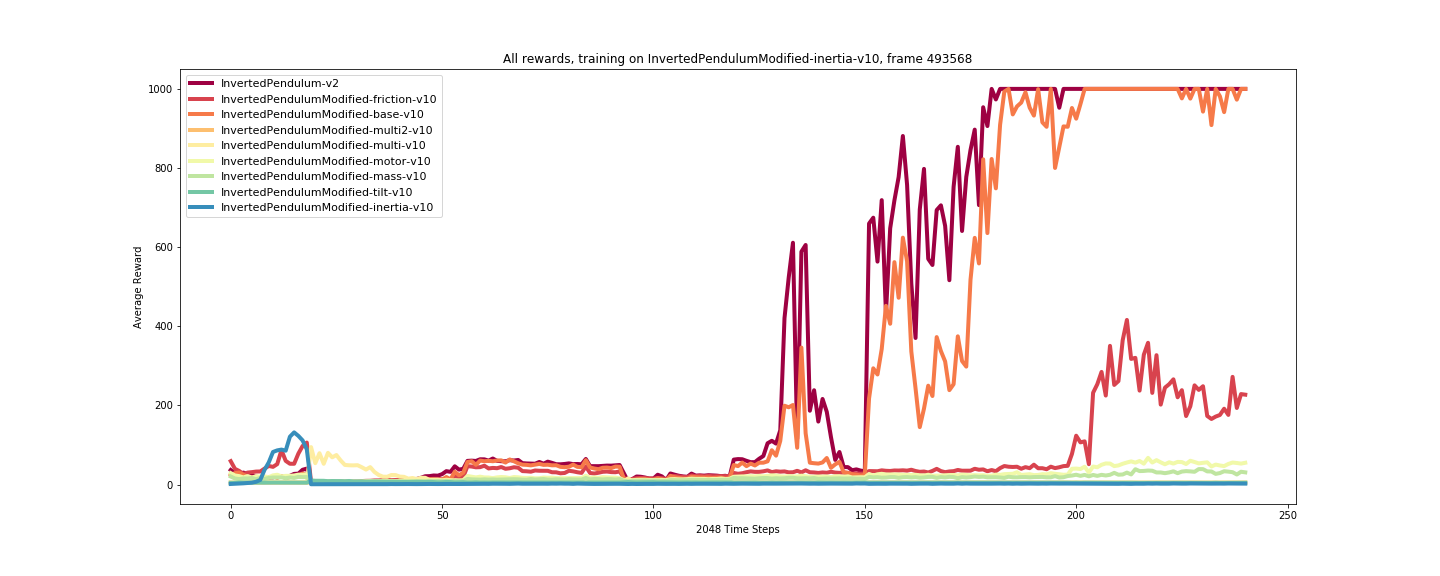 All rewards, training on InvertedPendulumModified-inertia-v10, frame 493568
InvertedPendulum-v2
InvertedPendulumModified-friction-v10
InvertedPendulumModified-base-v10
InvertedPendulumModified-multi2-v10
InvertedPendulumModified-multi-v10
InvertedPendulumModified-motor-v10
InvertedPendulumModified-mass-v10
InvertedPendulumModified-tilt-v10
InvertedPendulumModified-inertia-v10
Average Reward
1000
800
600
400
200
0
0 50 100 150 200 250
2048 Time Steps